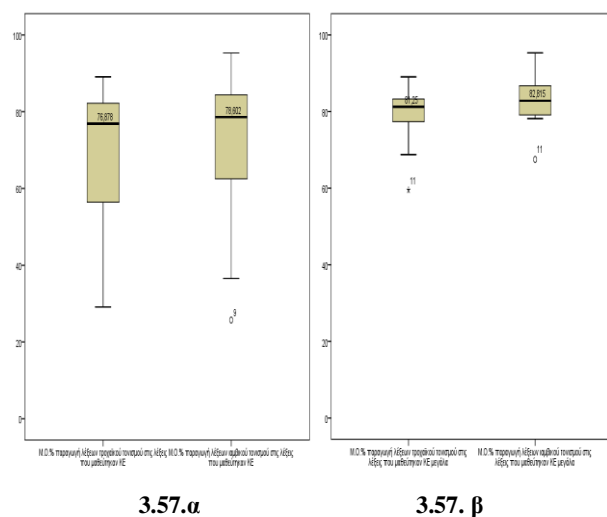 100
80
60
40
20
0
76,878
78,602
9
Μ.Ο.% παραγωγή λέξεων τροχαϊκού τονισμού στις λέξεις
που μαθεύτηκαν ΚΕ
Μ.Ο.% παραγωγή λέξεων ιαμβικού τονισμού στις λέξεις
που μαθεύτηκαν ΚΕ
3.57.α
100
80
60
40
20
0
81,25
82,815
11
*
11
Μ.Ο.% παραγωγή λέξεων τροχαϊκού τονισμού στις
λέξεις που μαθεύτηκαν ΚΕ μεγάλα
Μ.Ο.% παραγωγή λέξεων ιαμβικού τονισμού στις
λέξεις που μαθεύτηκαν ΚΕ μεγάλα
3.57. β